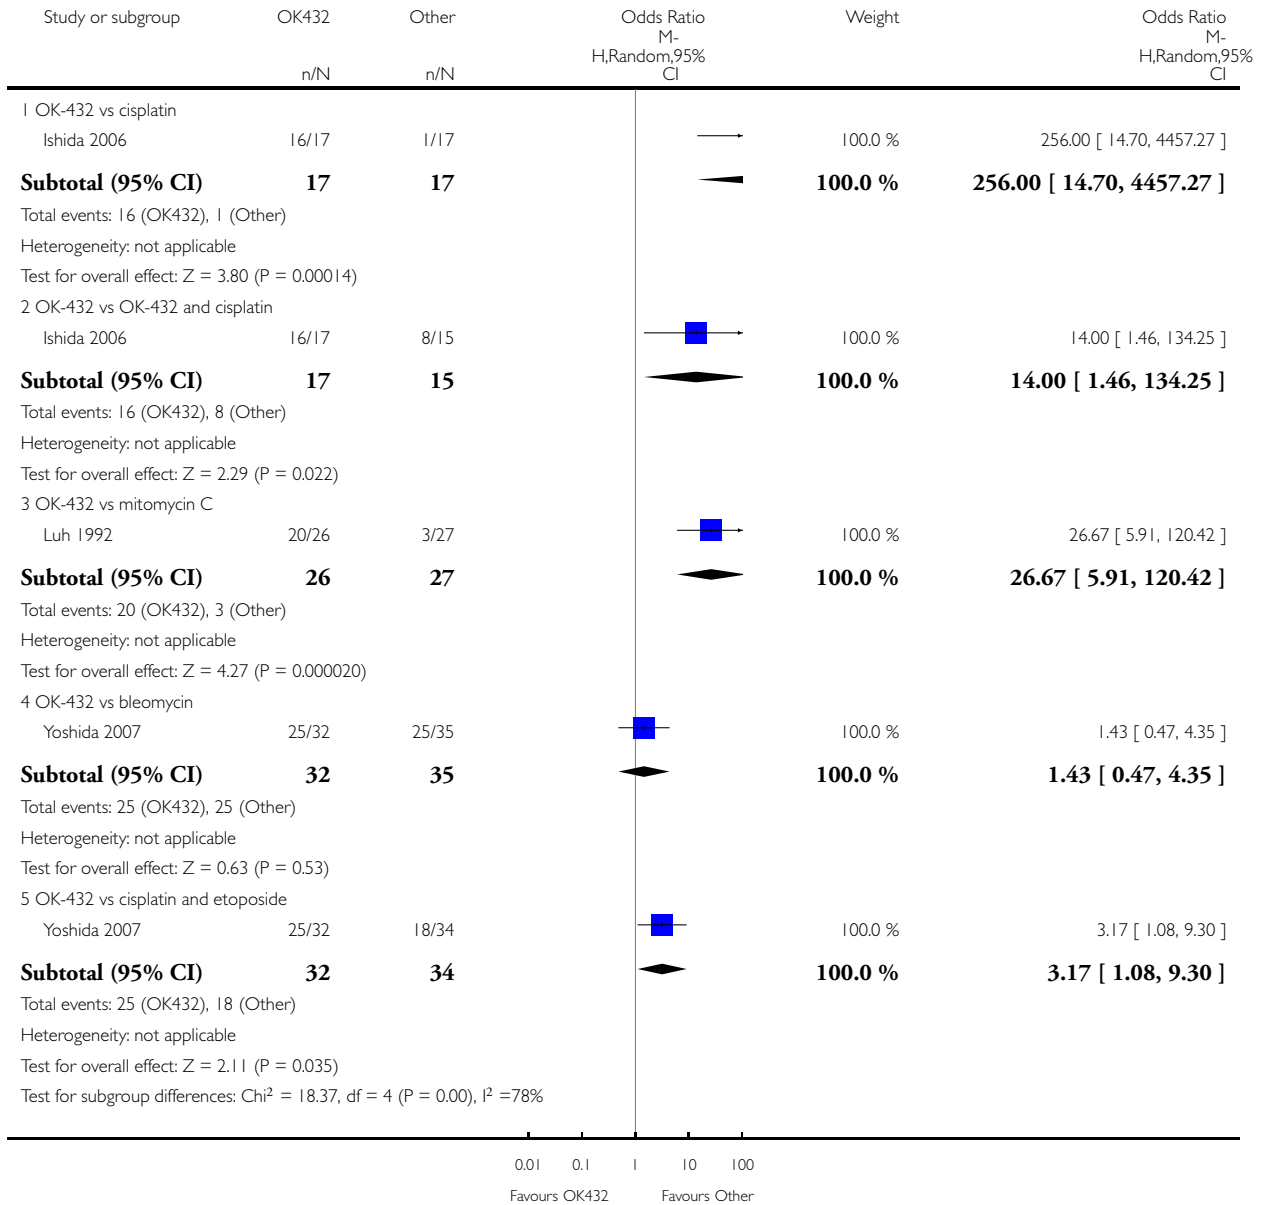 Study or subgroup OK432 Other Odds Ratio Weight Odds Ratio
M- M-
H,Random,95% H,Random,95%
n/N n/N CI CI
1 OK-432 vs cisplatin
Ishida 2006 16/17 1/17 100.0 % 256.00 [ 14.70, 4457.27 ]
Subtotal (95% CI) 17 17 100.0 % 256.00 [ 14.70, 4457.27 ]
Total events: 16 (OK432), 1 (Other)
Heterogeneity: not applicable
Test for overall effect: Z = 3.80 (P = 0.00014)
2 OK-432 vs OK-432 and cisplatin
Ishida 2006 16/17 8/15 100.0 % 14.00 [ 1.46, 134.25 ]
Subtotal (95% CI) 17 15 100.0 % 14.00 [ 1.46, 134.25 ]
Total events: 16 (OK432), 8 (Other)
Heterogeneity: not applicable
Test for overall effect: Z = 2.29 (P = 0.022)
3 OK-432 vs mitomycin C
Luh 1992 20/26 3/27 100.0 % 26.67 [ 5.91, 120.42 ]
Subtotal (95% CI) 26 27 100.0 % 26.67 [ 5.91, 120.42 ]
Total events: 20 (OK432), 3 (Other)
Heterogeneity: not applicable
Test for overall effect: Z = 4.27 (P = 0.000020)
4 OK-432 vs bleomycin
Yoshida 2007 25/32 25/35 100.0 % 1.43 [ 0.47, 4.35 ]
Subtotal (95% CI) 32 35 100.0 % 1.43 [ 0.47, 4.35 ]
Total events: 25 (OK432), 25 (Other)
Heterogeneity: not applicable
Test for overall effect: Z = 0.63 (P = 0.53)
5 OK-432 vs cisplatin and etoposide
Yoshida 2007 25/32 18/34 100.0 % 3.17 [ 1.08, 9.30 ]
Subtotal (95% CI) 32 34 100.0 % 3.17 [ 1.08, 9.30 ]
Total events: 25 (OK432), 18 (Other)
Heterogeneity: not applicable
Test for overall effect: Z = 2.11 (P = 0.035)
Test for subgroup differences: Chi² = 18.37, df = 4 (P = 0.00), I² =78%
0.01 0.1 1 10 100
Favours OK432 Favours Other